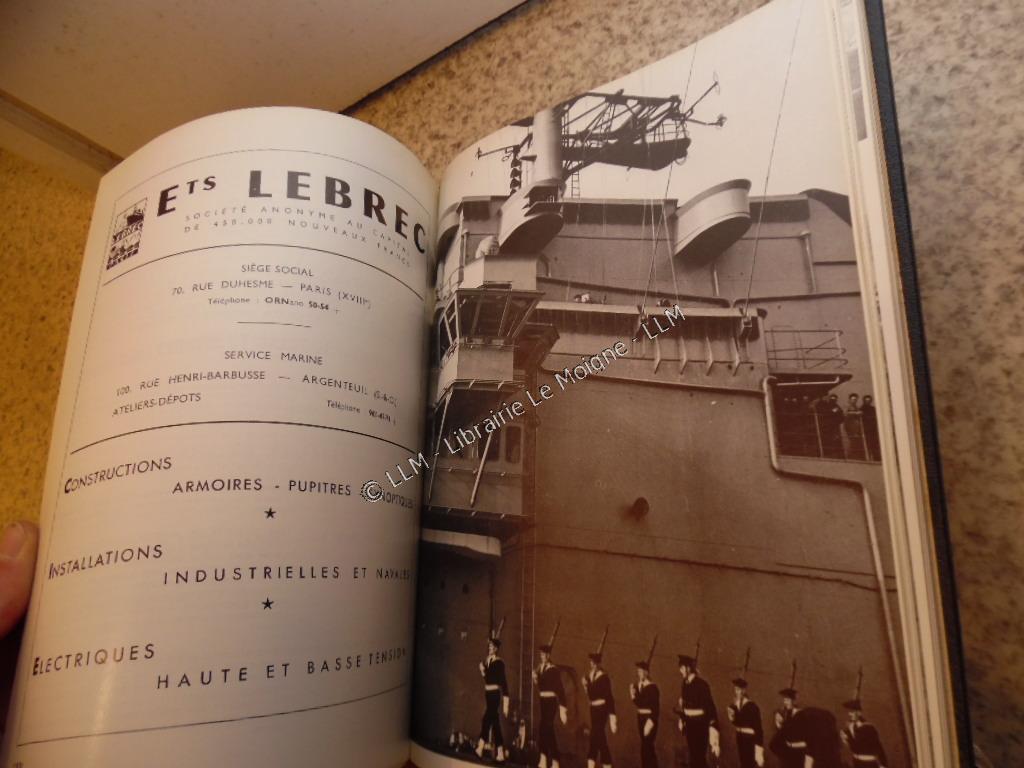 ETS LEBREC
SOCIÉTÉ ANONYME AU CAPITAL
DE 450.000 NOUVEAUX FRANCS
SIÈGE SOCIAL
70, RUE DUHESME — PARIS (XVIIIe)
Téléphone : ORNano 50-54 +
SERVICE MARINE
100, RUE HENRI-BARBUSSE — ARGENTEUIL (S.-&-O.)
ATELIERS-DÉPOTS
Téléphone
CONSTRUCTIONS
ARMOIRES - PUPITRES
INSTALLATIONS
INDUSTRIELLES ET NAVALES
ELECTRIQUES
HAUTE ET BASSE TENSION
© LLM - Librairie Le Moigne - LLM